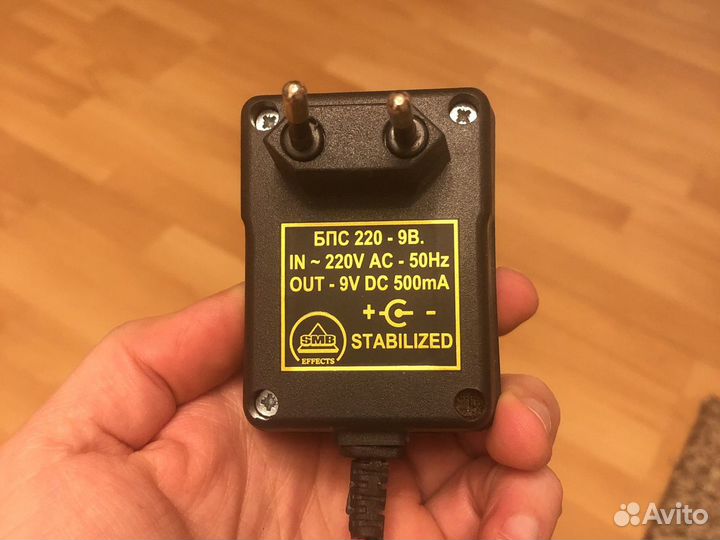 БПС 220 - 9В.
IN ~ 220V AC - 50Hz
OUT - 9V DC 500mA
+ -
SMB
EFFECTS
STABILIZED
Avito